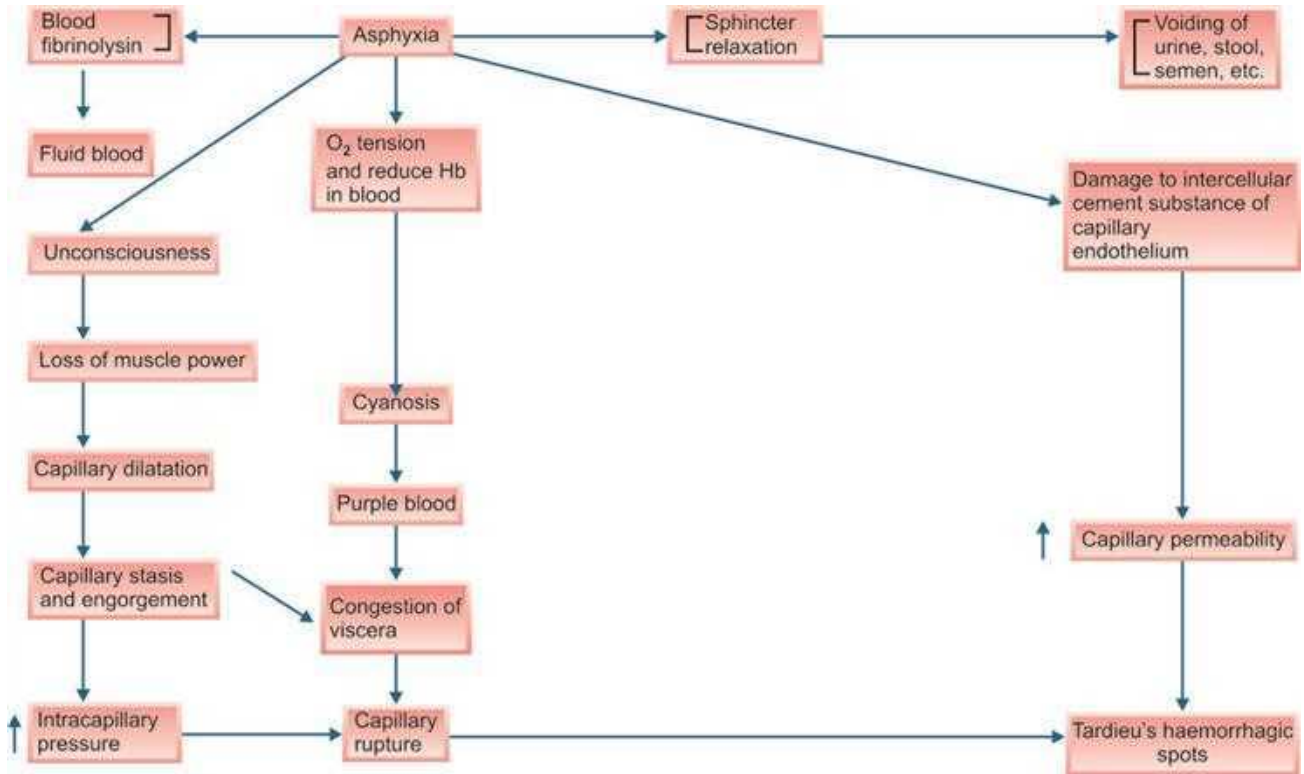 Blood
fibrinolysin
Asphyxia
Sphincter
relaxation
Voiding of
urine, stool,
semen, etc.
Fluid blood
O₂ tension
and reduce Hb
in blood
Damage to intercellular
cement substance of
capillary
endothelium
Unconsciousness
Loss of muscle power
Cyanosis
Capillary dilatation
Purple blood
Capillary permeability
Capillary stasis
and engorgement
Congestion of
viscera
Intracapillary
pressure
Capillary
rupture
Tardieu's haemorrhagic
spots